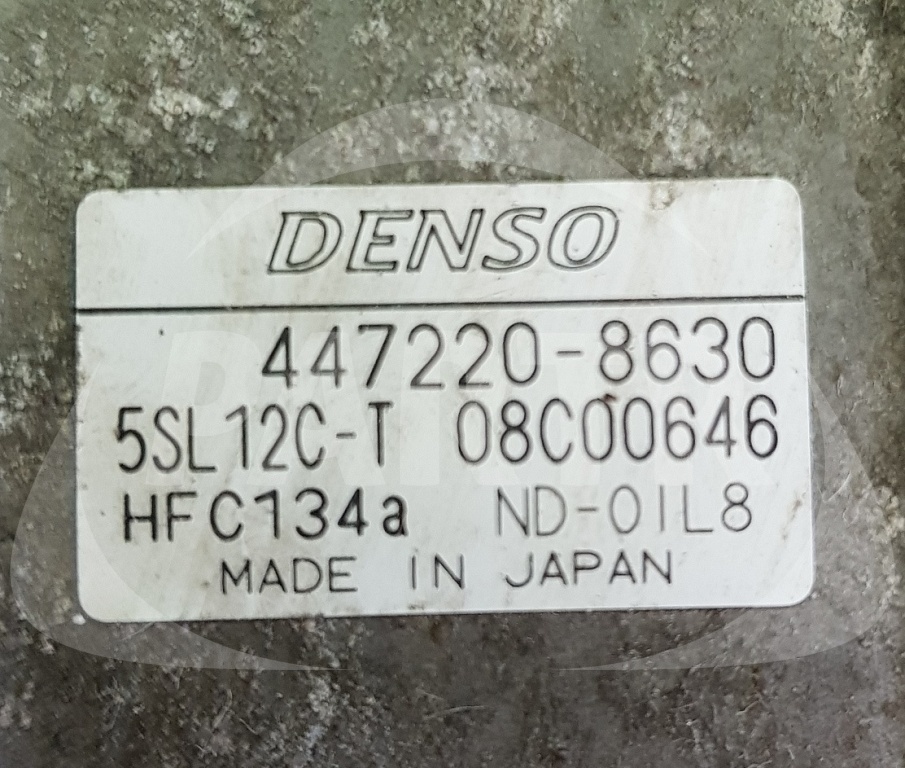 DENSO
447220-8630
5SL12C-T 08C00646
HFC134a ND-OIL8
MADE IN JAPAN